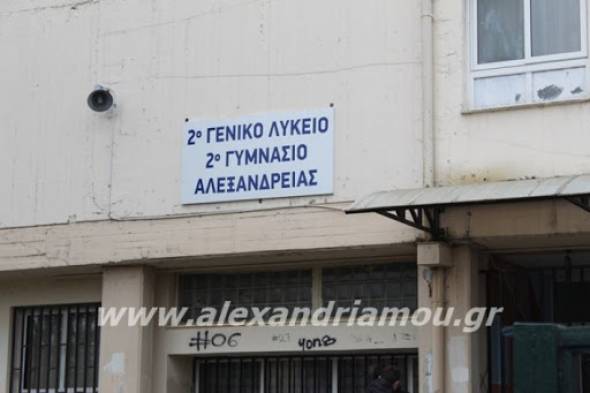 2ο ΓΕΝΙΚΟ ΛΥΚΕΙΟ
2ο ΓΥΜΝΑΣΙΟ
ΑΛΕΞΑΝΔΡΕΙΑΣ
www.alexandriamou.gr
#06